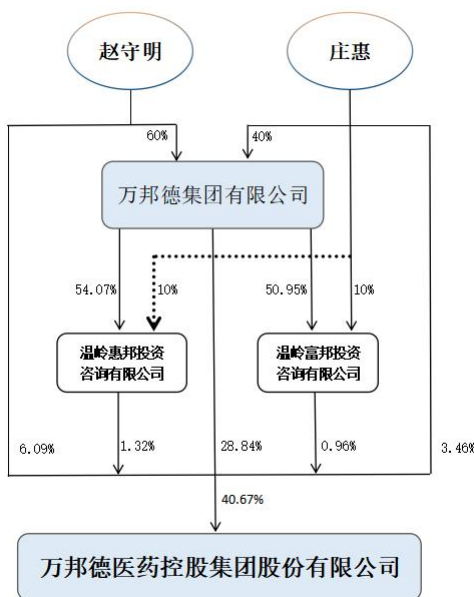 赵守明
庄惠
60%
40%
万邦德集团有限公司
54.07%
10%
50.95%
10%
温岭惠邦投资
咨询有限公司
温岭富邦投资
咨询有限公司
6.09%
1.32%
28.84%
0.96%
3.46%
40.67%
万邦德医药控股集团股份有限公司